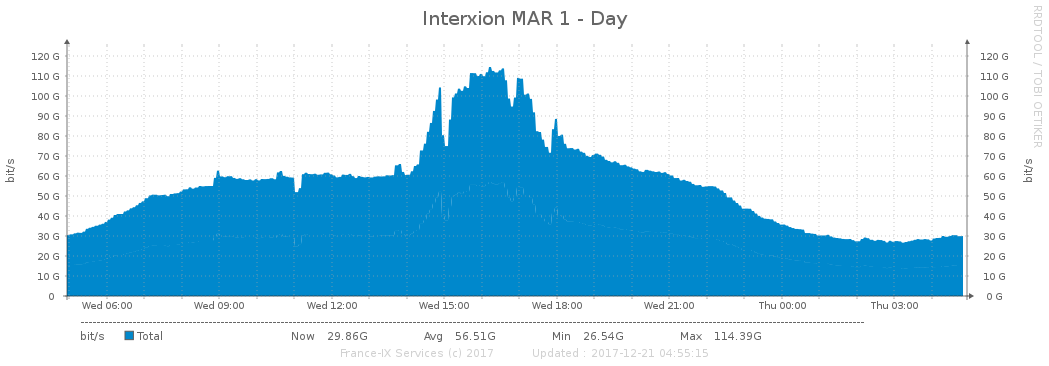 Interxion MAR 1 - Day
RRDTOOL / TOBI OETIKER
bit/s
120 G 120 G
110 G 110 G
100 G 100 G
90 G 90 G
80 G 80 G
70 G 70 G
60 G 60 G
50 G 50 G
40 G 40 G
30 G 30 G
20 G 20 G
10 G 10 G
0 0 G
bit/s
Wed 06:00 Wed 09:00 Wed 12:00 Wed 15:00 Wed 18:00 Wed 21:00 Thu 00:00 Thu 03:00
bit/s Total Now 29.86G Avg 56.51G Min 26.54G Max 114.39G
France-IX Services (c) 2017 Updated : 2017-12-21 04:55:15